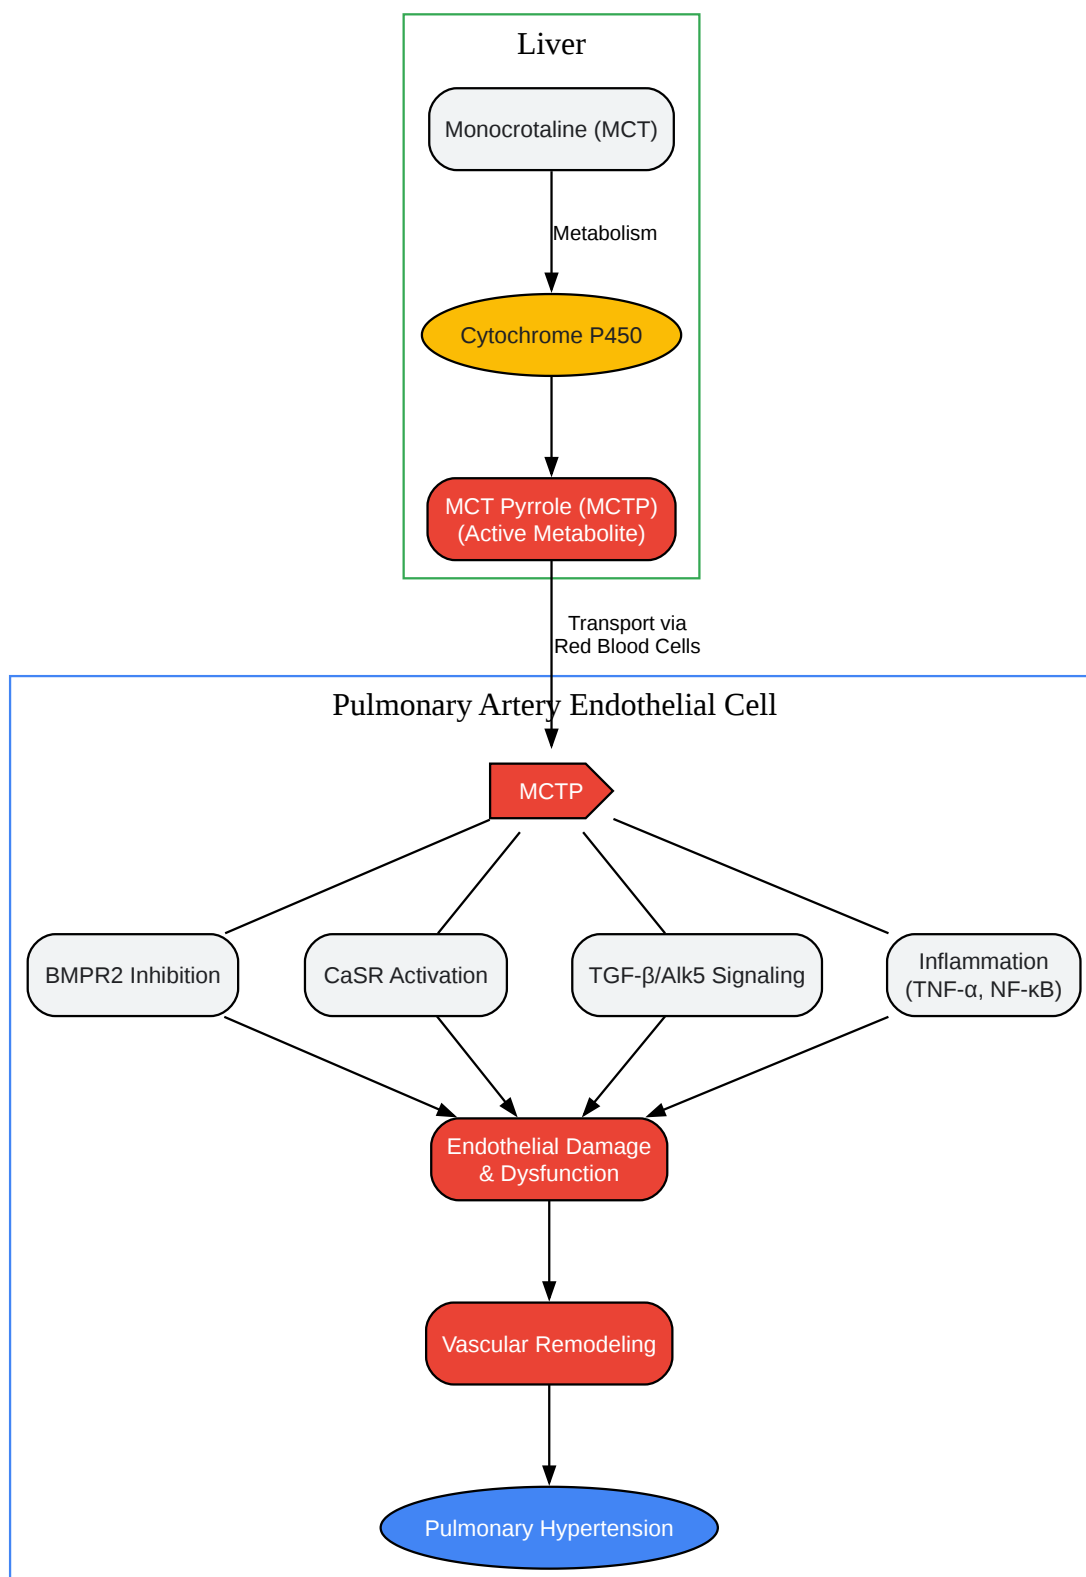 Liver
Monocrotaline (MCT)
Metabolism
Cytochrome P450
MCT Pyrrole (MCTP)
(Active Metabolite)
Transport via
Red Blood Cells
Pulmonary Artery Endothelial Cell
MCTP
BMPR2 Inhibition
CaSR Activation
TGF-β/Alk5 Signaling
Inflammation
(TNF-α, NF-κB)
Endothelial Damage
& Dysfunction
Vascular Remodeling
Pulmonary Hypertension